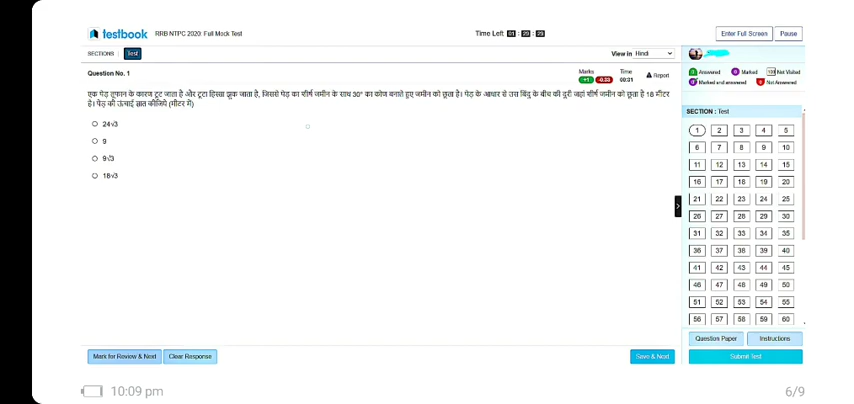 testbook RRB NTPC 2020: Full Mock Test Time Left 01 : 29 : 29 Enter Full Screen Pause
SECTIONS Test View in Hindi
Question No. 1 Marks +1 -0.33 Time 00:31 Report
1 Answered 0 Marked Not Visited
Marked and answered 0 Not Answered
एक पेड़ तूफान के कारण टूट जाता है और टूटा हिस्सा झुक जाता है, जिससे पेड़ का शीर्ष जमीन के साथ 30° का कोण बनाते हुए जमीन को छूता है। पेड़ के आधार से उस बिंदु के बीच की दूरी जहां शीर्ष जमीन को छूता है 18 मीटर
है। पेड़ की ऊंचाई ज्ञात कीजिये (मीटर में)
24√3
9
9√3
18√3
SECTION : Test
1 2 3 4 5
6 7 8 9 10
11 12 13 14 15
16 17 18 19 20
21 22 23 24 25
26 27 28 29 30
31 32 33 34 35
36 37 38 39 40
41 42 43 44 45
46 47 48 49 50
51 52 53 54 55
56 57 58 59 60
Question Paper Instructions
Mark for Review & Next Clear Response Save & Next Submit Test
10:09 pm 6/9